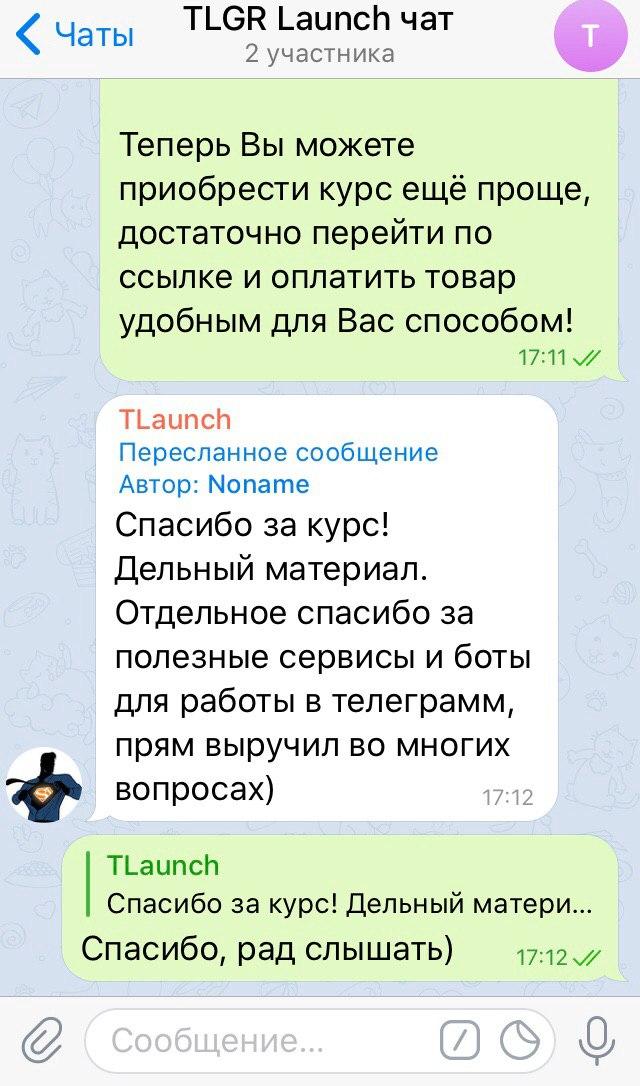 Чаты
TLGR Launch чат
2 участника
T
Теперь Вы можете
приобрести курс ещё проще,
достаточно перейти по
ссылке и оплатить товар
удобным для Вас способом!
17:11
TLaunch
Пересланное сообщение
Автор: Noname
Спасибо за курс!
Дельный материал.
Отдельное спасибо за
полезные сервисы и боты
для работы в телеграмм,
прям выручил во многих
вопросах)
17:12
TLaunch
Спасибо за курс! Дельный матери...
Спасибо, рад слышать)
17:12
Сообщение...